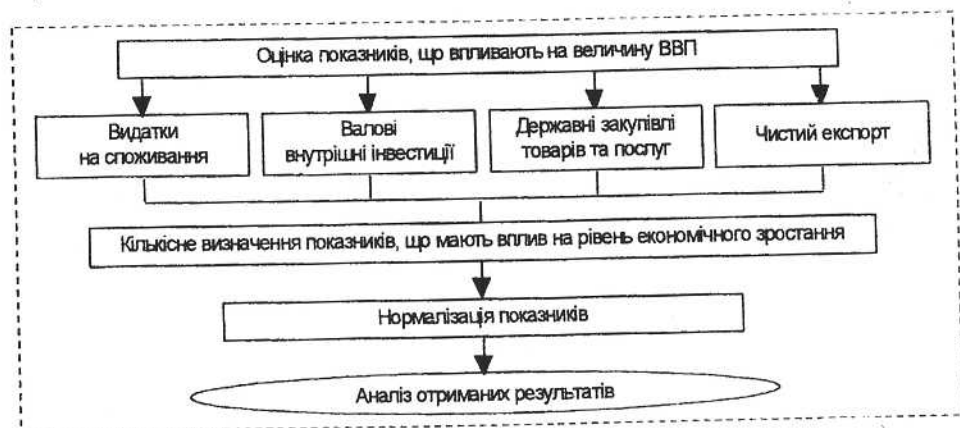 Оцінка показників, що впливають на величину ВВП
Видатки
на споживання
Валові
внутрішні інвестиції
Державні закупівлі
товарів та послуг
Чистий експорт
Кількісне визначення показників, що мають вплив на рівень економічного зростання
Нормалізація показників
Аналіз отриманих результатів